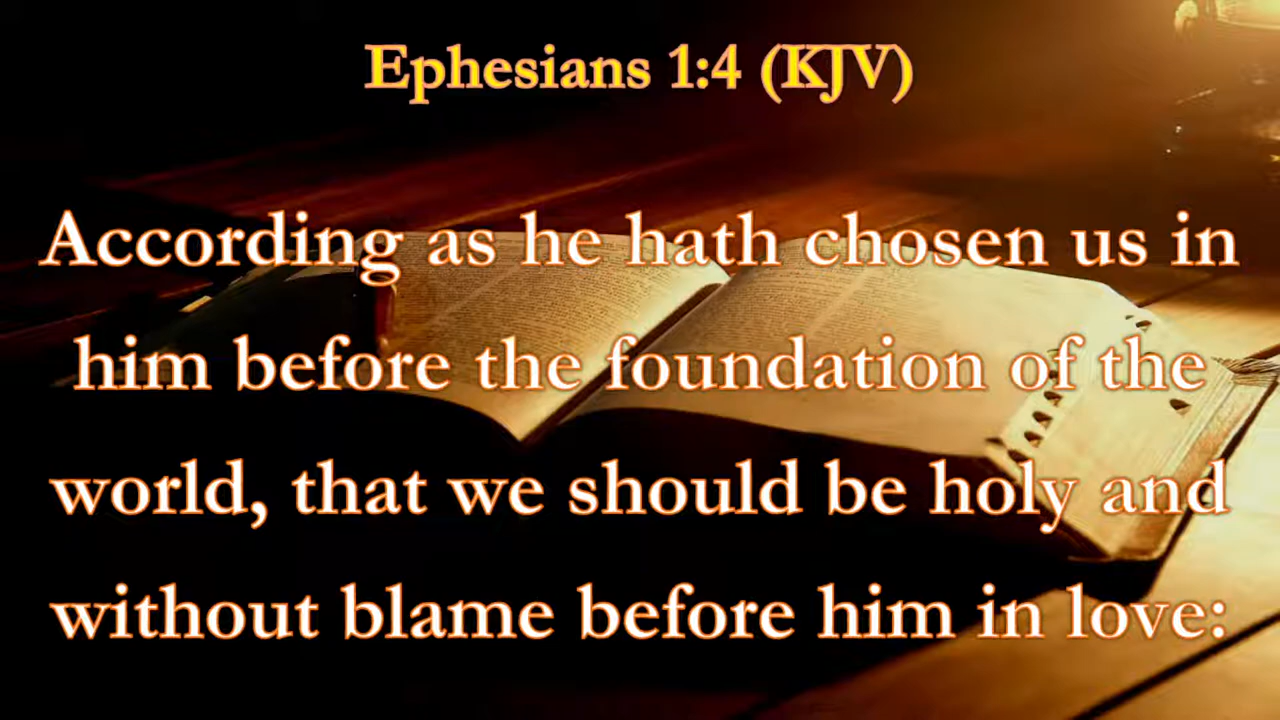 Ephesians 1:4 (KJV)
According as he hath chosen us in
him before the foundation of the
world, that we should be holy and
without blame before him in love: